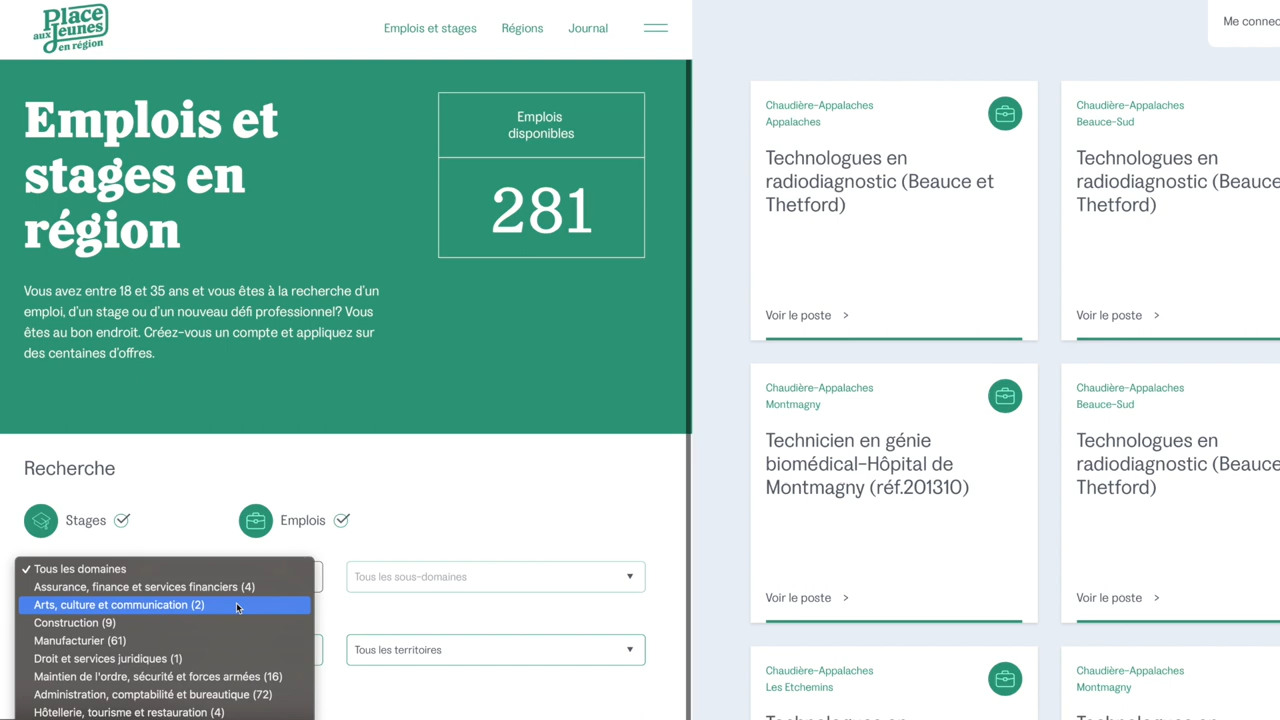 Place
aux
Jeunes
en région
Emplois et stages
Régions
Journal
Me connec
Emplois et
stages en
région
Emplois
disponibles
281
Vous avez entre 18 et 35 ans et vous êtes à la recherche d'un
emploi, d'un stage ou d'un nouveau défi professionnel? Vous
êtes au bon endroit. Créez-vous un compte et appliquez sur
des centaines d'offres.
Recherche
Stages
Emplois
Tous les domaines
Assurance, finance et services financiers (4)
Arts, culture et communication (2)
Construction (9)
Manufacturier (61)
Droit et services juridiques (1)
Maintien de l'ordre, sécurité et forces armées (16)
Administration, comptabilité et bureautique (72)
Hôtellerie, tourisme et restauration (4)
Tous les sous-domaines
Tous les territoires
Chaudière-Appalaches
Appalaches
Technologues en
radiodiagnostic (Beauce et
Thetford)
Voir le poste >
Chaudière-Appalaches
Beauce-Sud
Technologues en
radiodiagnostic (Beauce
Thetford)
Voir le poste >
Chaudière-Appalaches
Montmagny
Technicien en génie
biomédical-Hôpital de
Montmagny (réf.201310)
Voir le poste >
Chaudière-Appalaches
Beauce-Sud
Technologues en
radiodiagnostic (Beauce
Thetford)
Voir le poste >
Chaudière-Appalaches
Les Etchemins
Chaudière-Appalaches
Montmagny